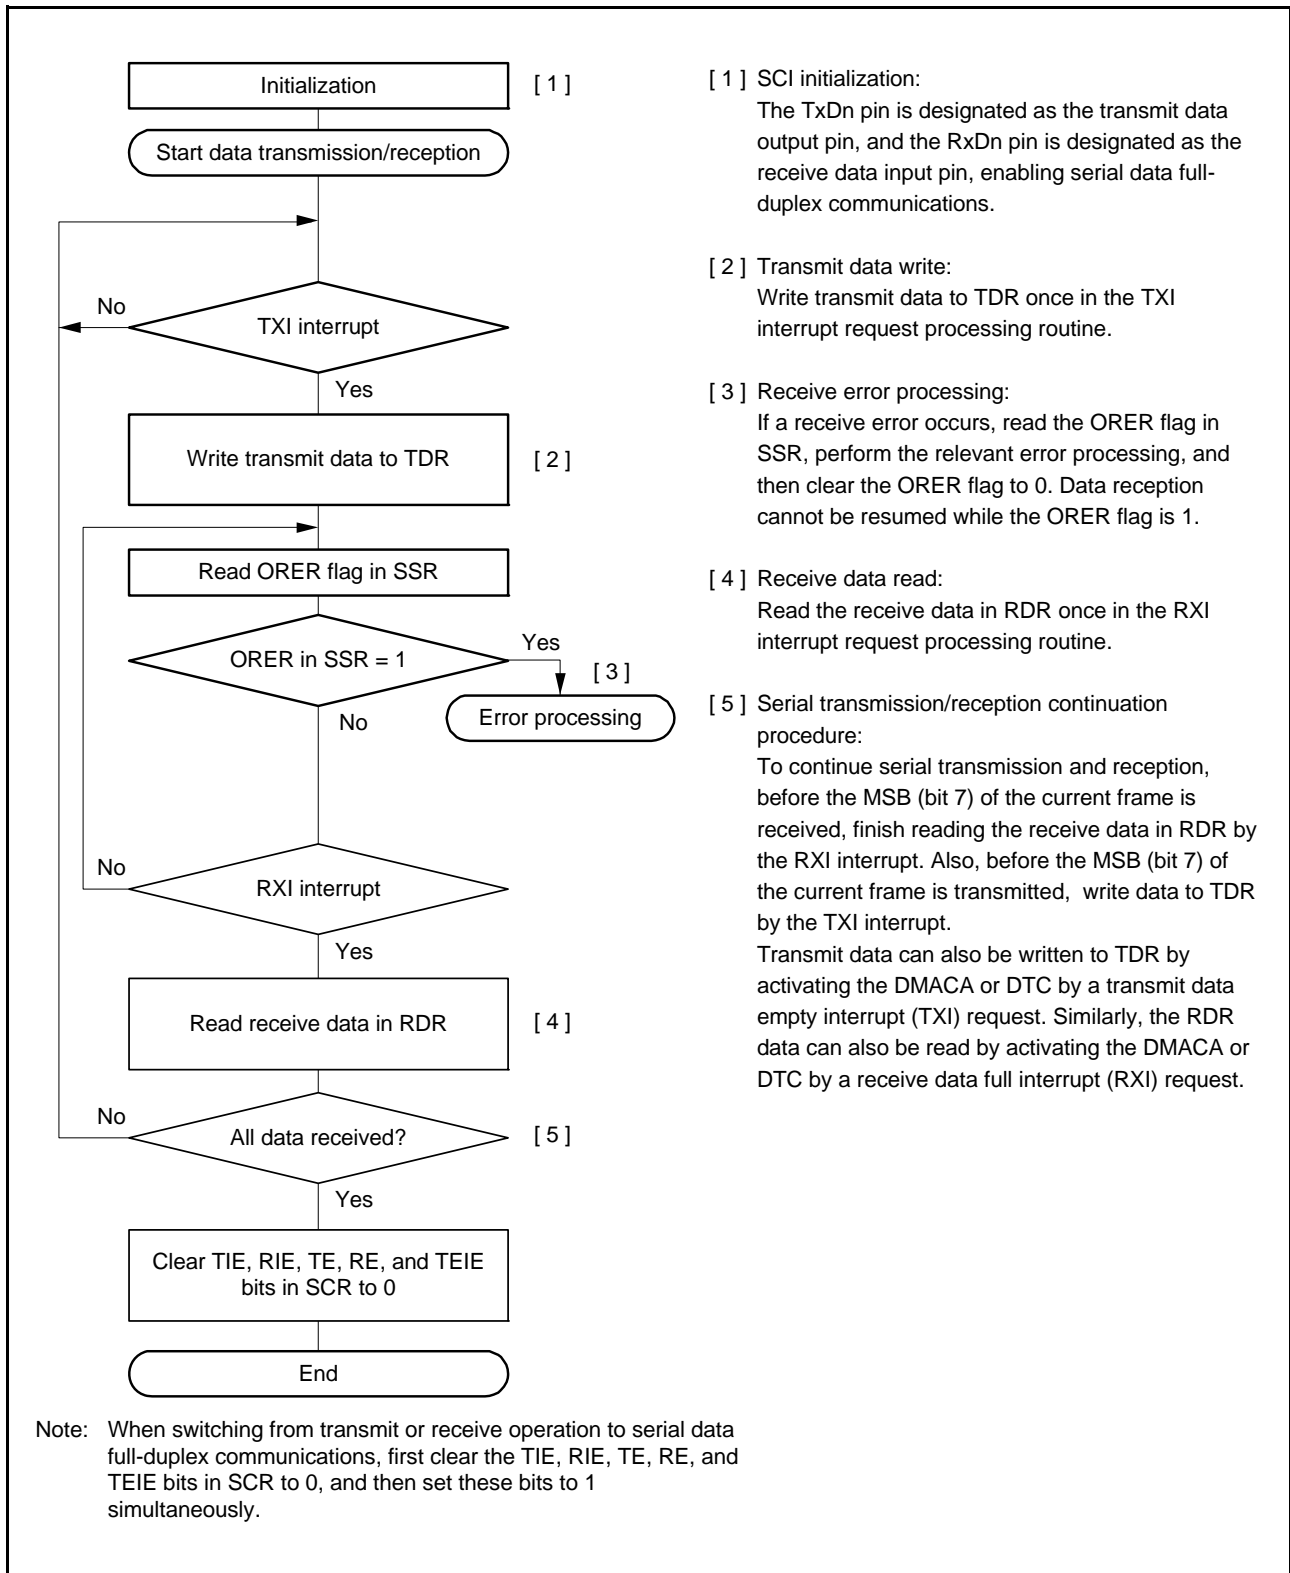 Initialization
[ 1 ]
Start data transmission/reception
No
TXI interrupt
Yes
Write transmit data to TDR
[ 2 ]
Read ORER flag in SSR
ORER in SSR = 1
Yes
[ 3 ]
Error processing
No
No
RXI interrupt
Yes
Read receive data in RDR
[ 4 ]
No
All data received?
[ 5 ]
Yes
Clear TIE, RIE, TE, RE, and TEIE
bits in SCR to 0
End
[ 1 ] SCI initialization:
The TxDn pin is designated as the transmit data
output pin, and the RxDn pin is designated as the
receive data input pin, enabling serial data full-
duplex communications.
[ 2 ] Transmit data write:
Write transmit data to TDR once in the TXI
interrupt request processing routine.
[ 3 ] Receive error processing:
If a receive error occurs, read the ORER flag in
SSR, perform the relevant error processing, and
then clear the ORER flag to 0. Data reception
cannot be resumed while the ORER flag is 1.
[ 4 ] Receive data read:
Read the receive data in RDR once in the RXI
interrupt request processing routine.
[ 5 ] Serial transmission/reception continuation
procedure:
To continue serial transmission and reception,
before the MSB (bit 7) of the current frame is
received, finish reading the receive data in RDR by
the RXI interrupt. Also, before the MSB (bit 7) of
the current frame is transmitted, write data to TDR
by the TXI interrupt.
Transmit data can also be written to TDR by
activating the DMACA or DTC by a transmit data
empty interrupt (TXI) request. Similarly, the RDR
data can also be read by activating the DMACA or
DTC by a receive data full interrupt (RXI) request.
Note: When switching from transmit or receive operation to serial data
full-duplex communications, first clear the TIE, RIE, TE, RE, and
TEIE bits in SCR to 0, and then set these bits to 1
simultaneously.